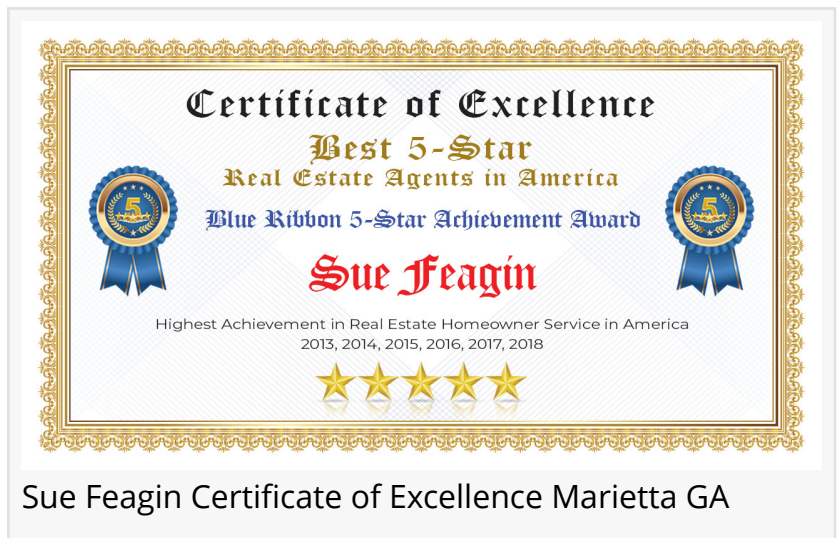 Certificate of Excellence
Best 5-Star
Real Estate Agents in America
Blue Ribbon 5-Star Achievement Award
5
5
Sue Feagin
Highest Achievement in Real Estate Homeowner Service in America
2013, 2014, 2015, 2016, 2017, 2018
Sue Feagin Certificate of Excellence Marietta GA